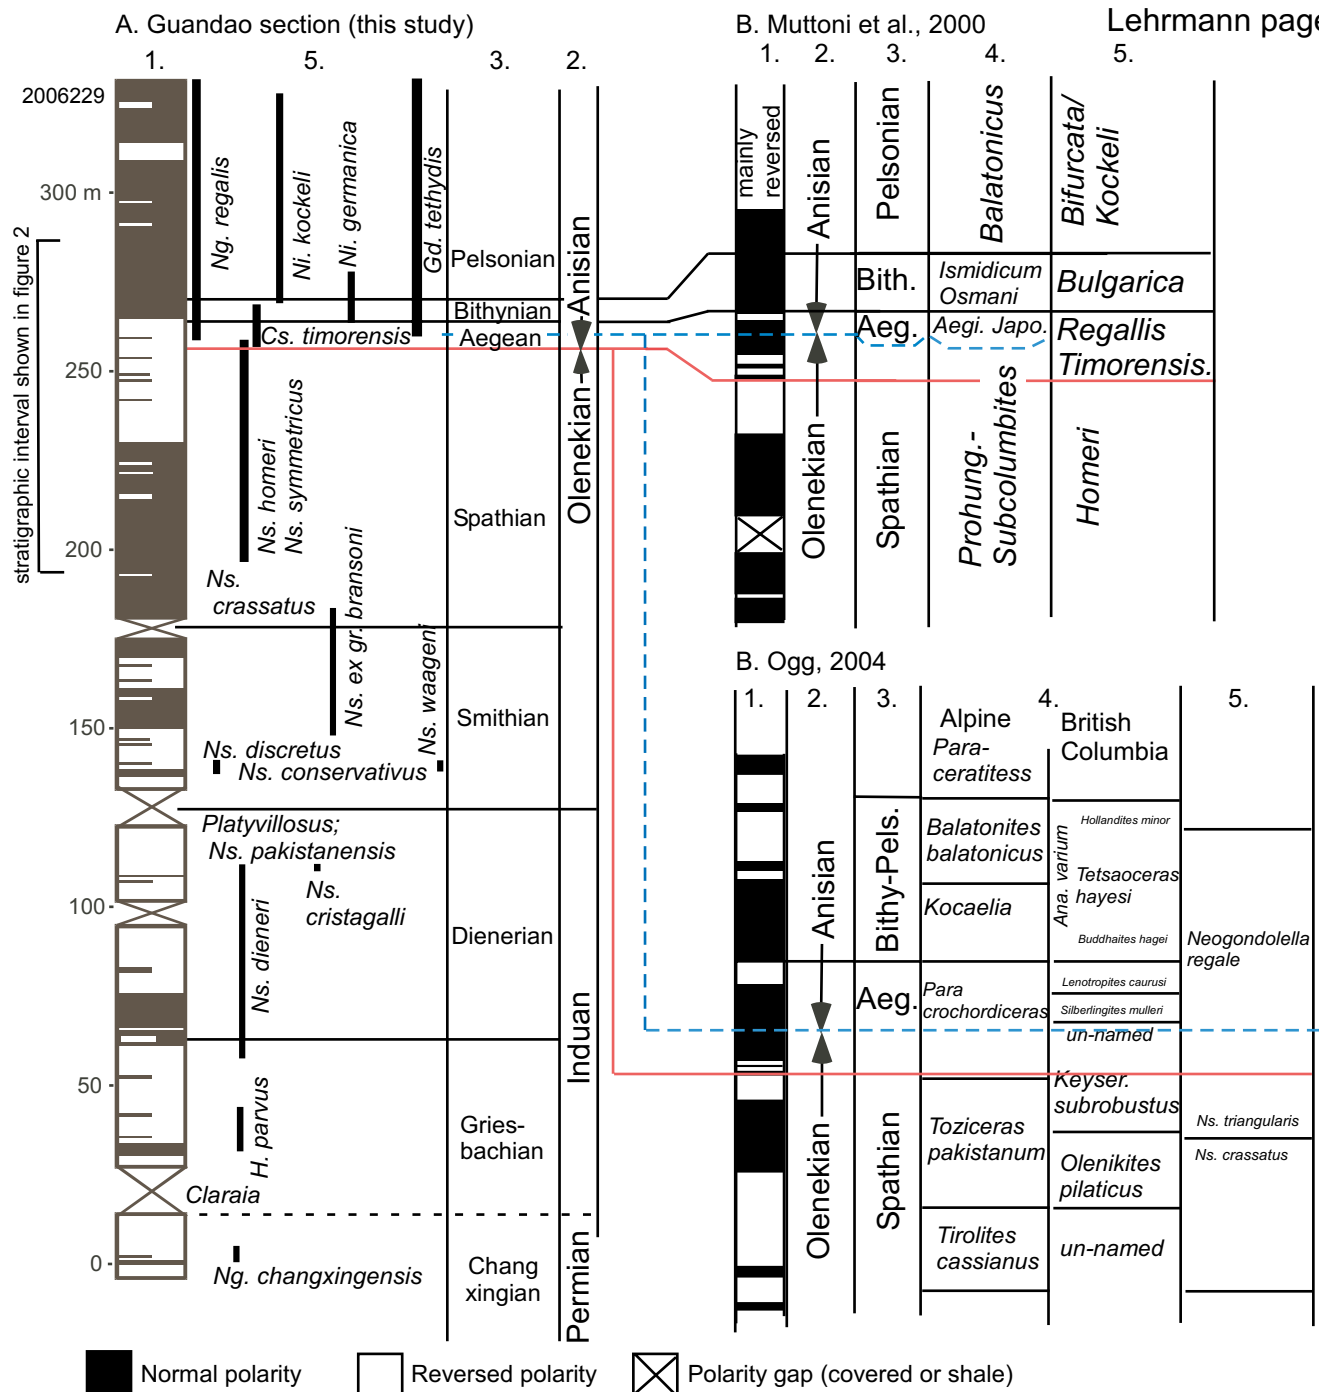 Lehrmann page
A. Guandao section (this study)
1.
5.
3.
2.
2006229
300 m
250
200
150
100
50
0
stratigraphic interval shown in figure 2
Ng. regalis
Ni. kockeli
Ni. germanica
Gd. tethydis
Cs. timorensis
Ns. homeri
Ns. symmetricus
Ns.
crassatus
Ns. ex gr. bransoni
Ns. waageni
Ns. discretus
Ns. conservativus
Platyvillosus;
Ns. pakistanensis
Ns.
cristagalli
Ns. dieneri
H. parvus
Claraia
Ng. changxingensis
Pelsonian
Bithynian
Aegean
Spathian
Smithian
Dienerian
Gries-
bachian
Chang
xingian
Anisian
Olenekian
Induan
Permian
B. Muttoni et al., 2000
1.
2.
3.
4.
5.
mainly
reversed
Anisian
Olenekian
Pelsonian
Bith.
Aeg.
Spathian
Balatonicus
Ismidicum
Osmani
Aegi. Japo.
Prohung.-
Subcolumbites
Bifurcata/
Kockeli
Bulgarica
Regallis
Timorensis.
Homeri
B. Ogg, 2004
1.
2.
3.
4.
5.
Alpine
British
Columbia
Anisian
Olenekian
Bithy-Pels.
Aeg.
Spathian
Para-
ceratitess
Balatonites
balatonicus
Kocaelia
Para
crochordiceras
Toziceras
pakistanum
Tirolites
cassianus
Ana. varium
Hollandites minor
Tetsaoceras
hayesi
Buddhaites hagei
Lenotropites caurusi
Silberlingites mulleri
un-named
Keyser.
subrobustus
Olenikites
pilaticus
un-named
Neogondolella
regale
Ns. triangularis
Ns. crassatus
Normal polarity
Reversed polarity
Polarity gap (covered or shale)